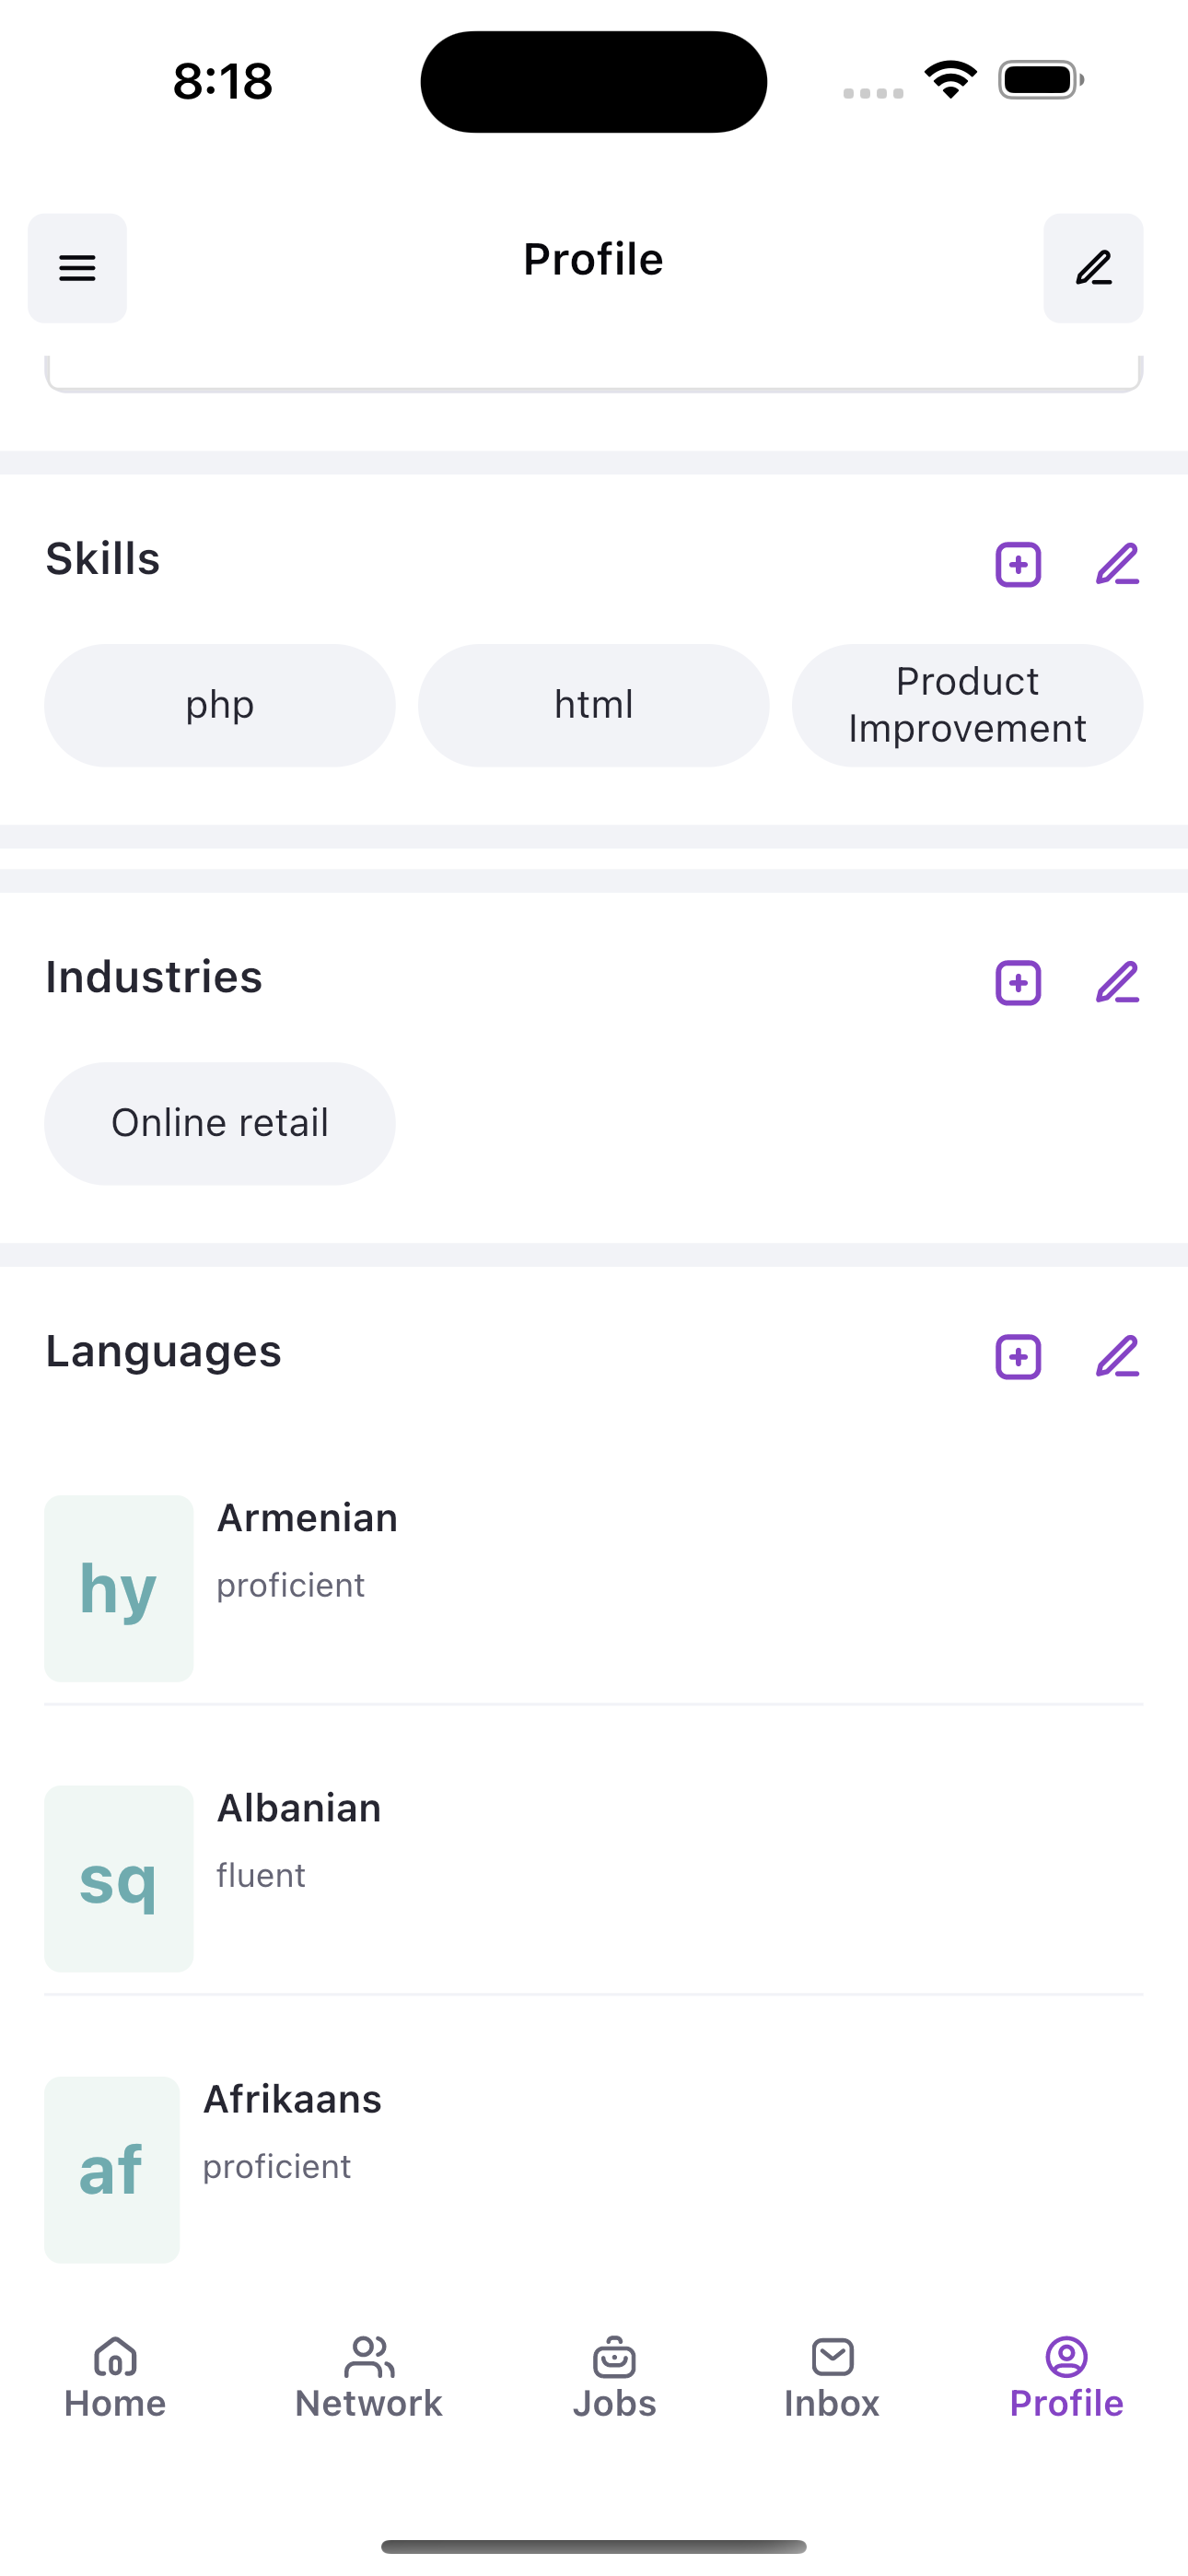 8:18
Profile
Skills
php
html
Product
Improvement
Industries
Online retail
Languages
hy
Armenian
proficient
sq
Albanian
fluent
af
Afrikaans
proficient
Home
Network
Jobs
Inbox
Profile